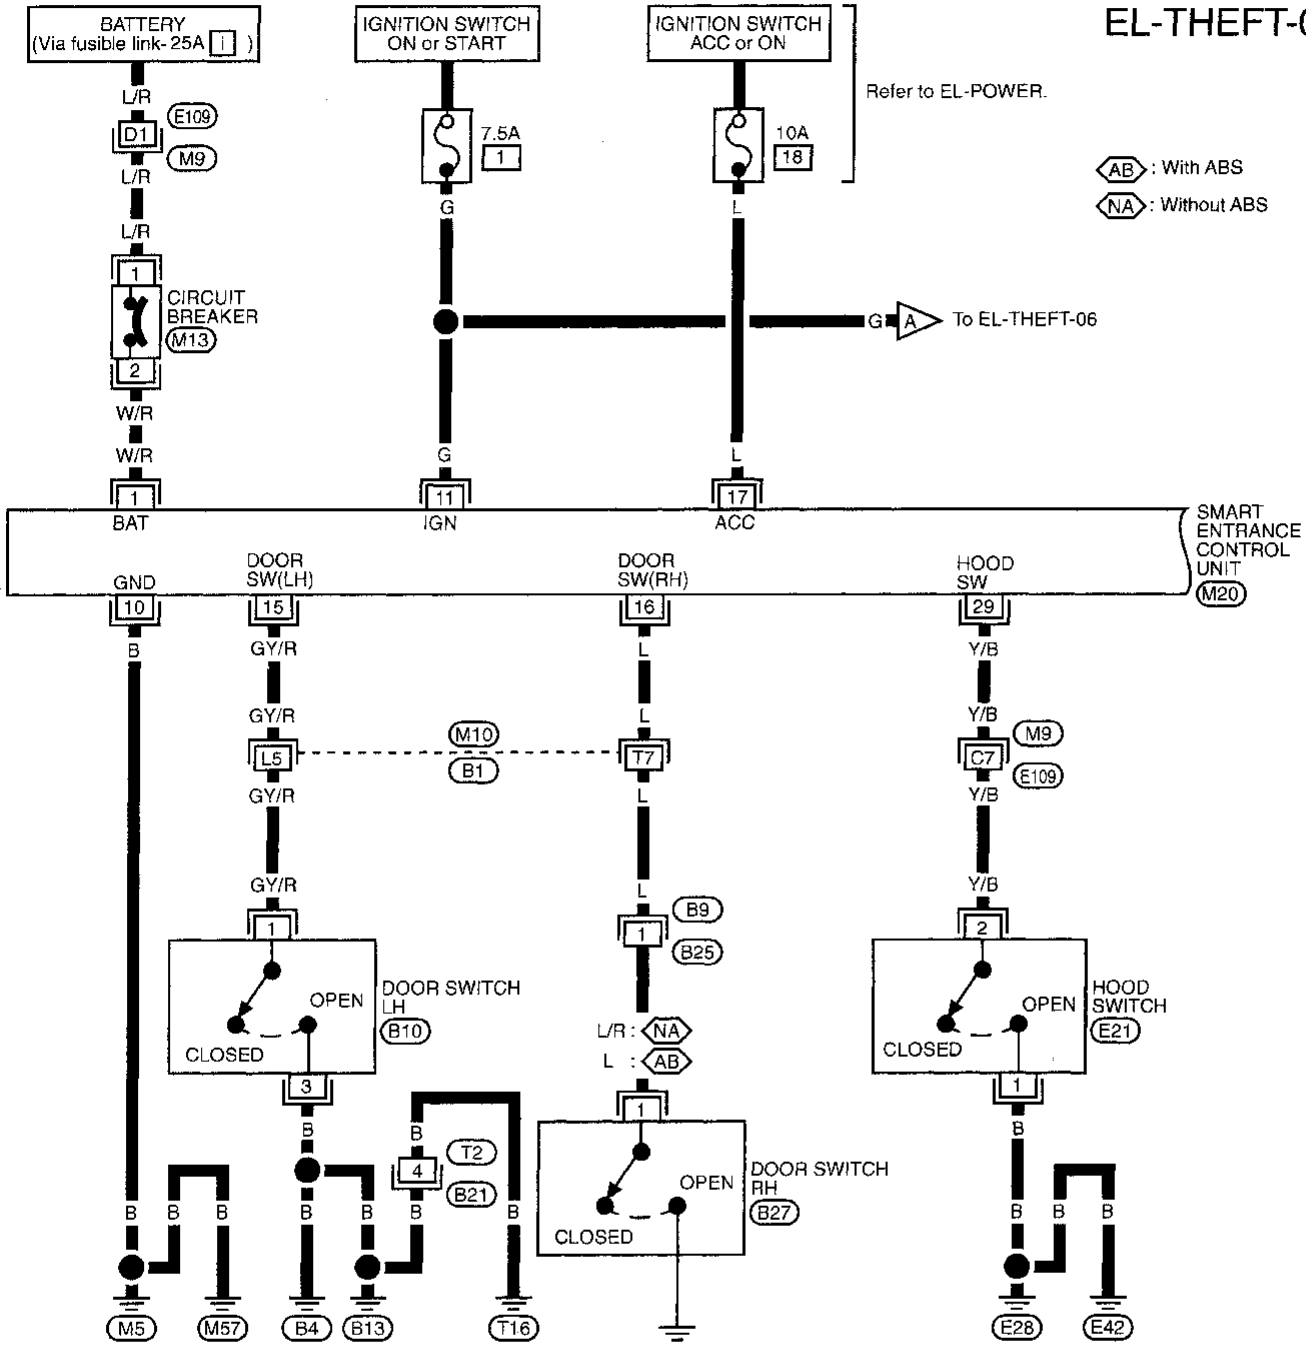 EL-THEFT-0
BATTERY
(Via fusible link- 25A i )
IGNITION SWITCH
ON or START
IGNITION SWITCH
ACC or ON
Refer to EL-POWER.
L/R
E109
D1
M9
L/R
L/R
7.5A
1
10A
18
AB : With ABS
NA : Without ABS
G
L
1
CIRCUIT
BREAKER
M13
2
G A To EL-THEFT-06
W/R
W/R
G
L
1
11
17
BAT
IGN
ACC
SMART
ENTRANCE
CONTROL
UNIT
M20
GND
DOOR
SW(LH)
DOOR
SW(RH)
HOOD
SW
10
15
16
29
B
GY/R
L
Y/B
GY/R
L
Y/B
L5
M10
B1
T7
C7
M9
E109
GY/R
L
Y/B
GY/R
L
Y/B
1
1
B9
B25
2
OPEN
CLOSED
DOOR SWITCH
LH
B10
L/R : NA
L : AB
OPEN
CLOSED
HOOD
SWITCH
E21
3
1
1
B
B
B
4
T2
B21
OPEN
CLOSED
DOOR SWITCH
RH
B27
B
B
B
B
B
B
B
B
B
B
M5
M57
B4
B13
T16
E28
E42